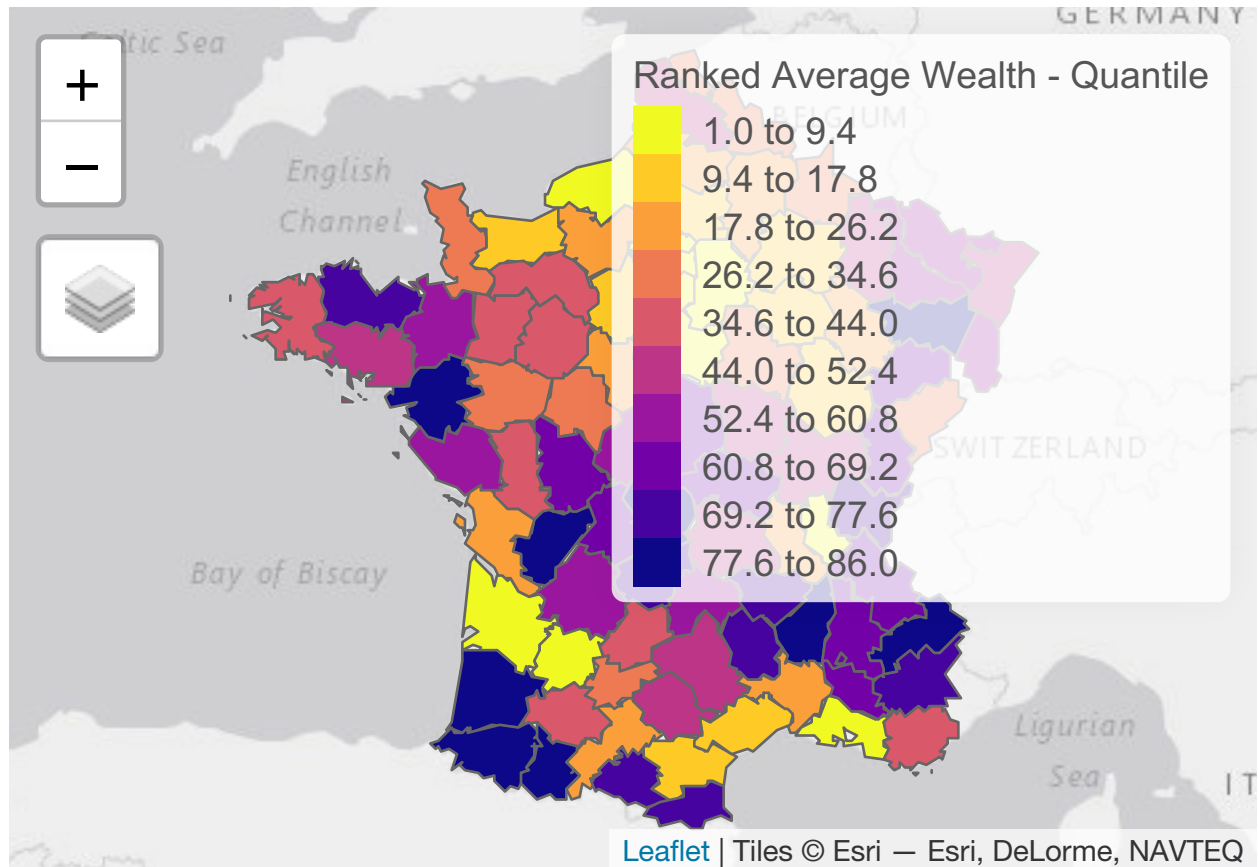 GERMANY
Celtic Sea
+
−
English
Channel
Ranked Average Wealth - Quantile
BELGIUM
1.0 to 9.4
9.4 to 17.8
17.8 to 26.2
26.2 to 34.6
34.6 to 44.0
44.0 to 52.4
52.4 to 60.8
60.8 to 69.2
69.2 to 77.6
77.6 to 86.0
SWITZERLAND
Bay of Biscay
Ligurian
Sea
IT
Leaflet | Tiles © Esri — Esri, DeLorme, NAVTEQ